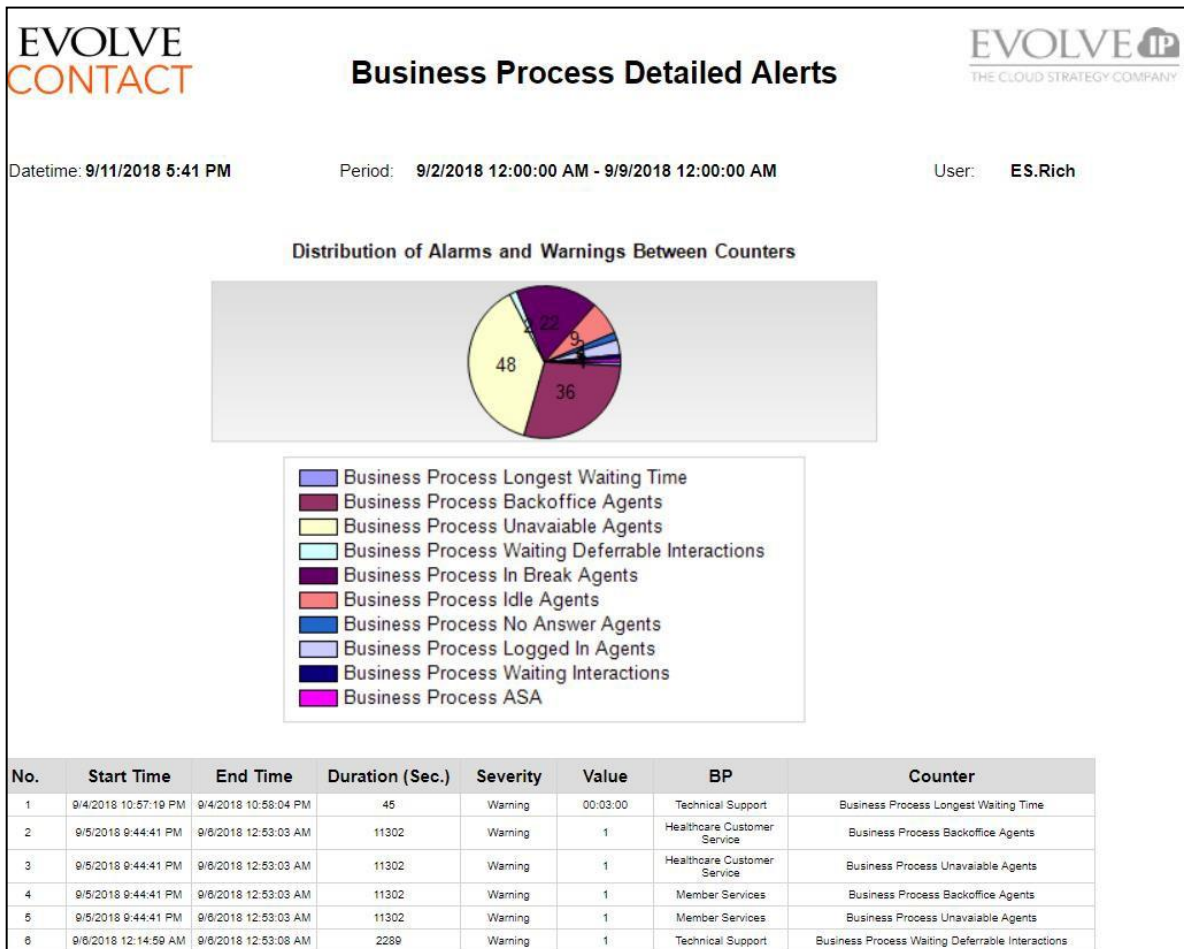 EVOLVE
CONTACT
Business Process Detailed Alerts
EVOLVE IP
THE CLOUD STRATEGY COMPANY
Datetime: 9/11/2018 5:41 PM Period: 9/2/2018 12:00:00 AM - 9/9/2018 12:00:00 AM User: ES.Rich
Distribution of Alarms and Warnings Between Counters
2 22
9
48
36
Business Process Longest Waiting Time
Business Process Backoffice Agents
Business Process Unavaiable Agents
Business Process Waiting Deferrable Interactions
Business Process In Break Agents
Business Process Idle Agents
Business Process No Answer Agents
Business Process Logged In Agents
Business Process Waiting Interactions
Business Process ASA
No. Start Time End Time Duration (Sec.) Severity Value BP Counter
1 9/4/2018 10:57:19 PM 9/4/2018 10:58:04 PM 45 Warning 00:03:00 Technical Support Business Process Longest Waiting Time
2 9/5/2018 9:44:41 PM 9/6/2018 12:53:03 AM 11302 Warning 1 Healthcare Customer Service Business Process Backoffice Agents
3 9/5/2018 9:44:41 PM 9/6/2018 12:53:03 AM 11302 Warning 1 Healthcare Customer Service Business Process Unavaiable Agents
4 9/5/2018 9:44:41 PM 9/6/2018 12:53:03 AM 11302 Warning 1 Member Services Business Process Backoffice Agents
5 9/5/2018 9:44:41 PM 9/6/2018 12:53:03 AM 11302 Warning 1 Member Services Business Process Unavaiable Agents
6 9/6/2018 12:14:59 AM 9/6/2018 12:53:08 AM 2289 Warning 1 Technical Support Business Process Waiting Deferrable Interactions